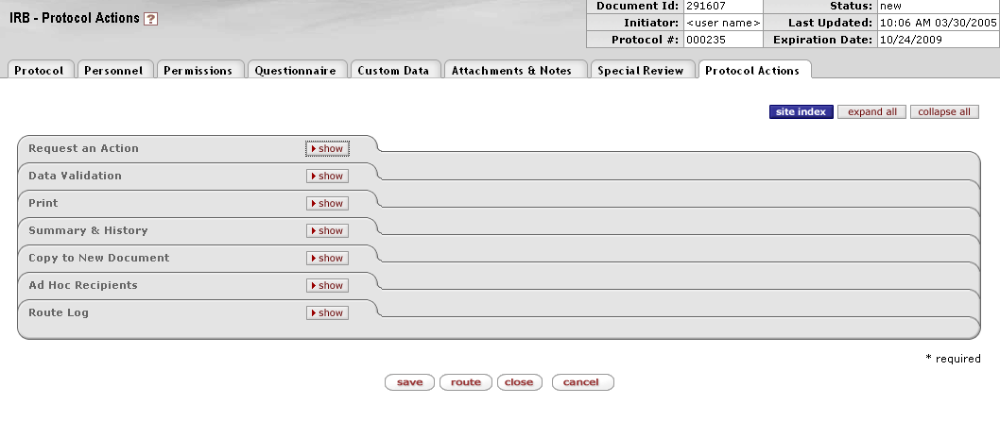 IRB - Protocol Actions ?
Document Id: 291607 Status: new
Initiator: <user name> Last Updated: 10:06 AM 03/30/2005
Protocol #: 000235 Expiration Date: 10/24/2009
Protocol Personnel Permissions Questionnaire Custom Data Attachments & Notes Special Review Protocol Actions
site index expand all collapse all
Request an Action show
Data Validation show
Print show
Summary & History show
Copy to New Document show
Ad Hoc Recipients show
Route Log show
* required
save route close cancel